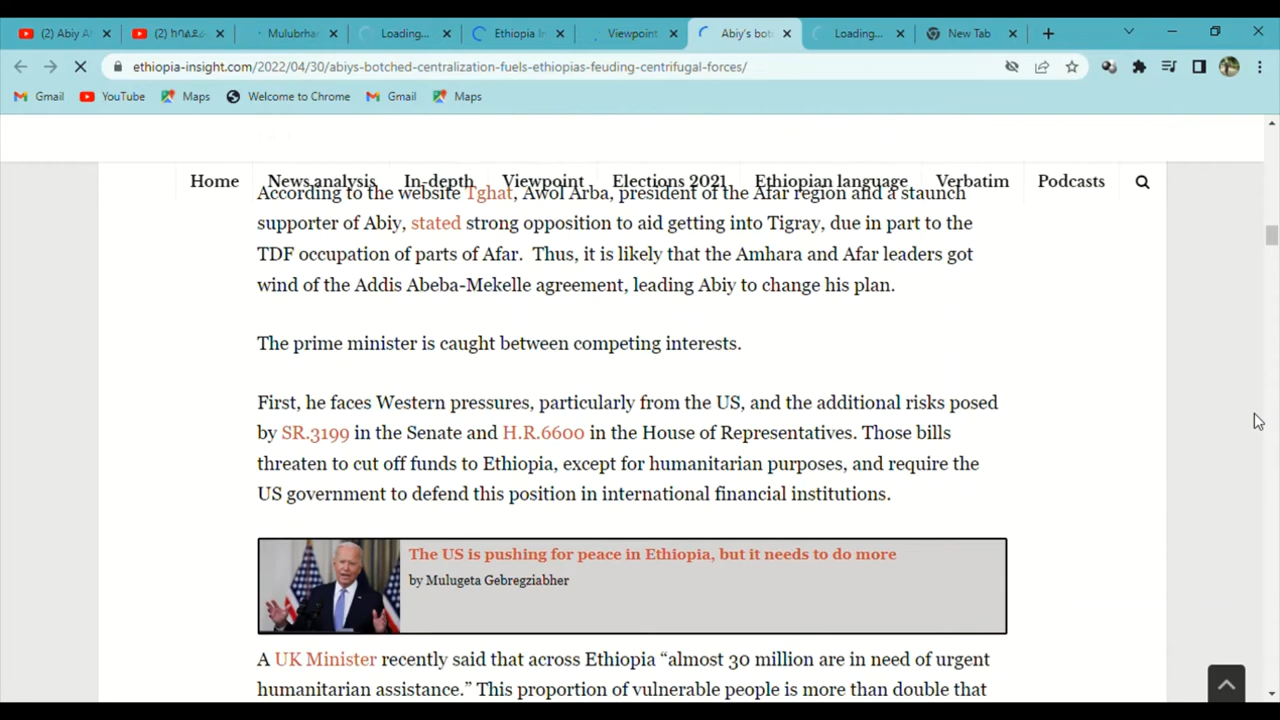 (2) Abiy A
(2) ከባልደራ
Mulubrha
Loading...
Ethiopia I
Viewpoint
Abiy's bot
Loading...
New Tab
ethiopia-insight.com/2022/04/30/abiys-botched-centralization-fuels-ethiopias-feuding-centrifugal-forces/
Gmail YouTube Maps Welcome to Chrome Gmail Maps
Home News analysis In-depth Viewpoint Elections 2021 Ethiopian language Verbatim Podcasts
According to the website Tghat, Awol Arba, president of the Afar region and a staunch
supporter of Abiy, stated strong opposition to aid getting into Tigray, due in part to the
TDF occupation of parts of Afar. Thus, it is likely that the Amhara and Afar leaders got
wind of the Addis Abeba-Mekelle agreement, leading Abiy to change his plan.
The prime minister is caught between competing interests.
First, he faces Western pressures, particularly from the US, and the additional risks posed
by SR.3199 in the Senate and H.R.6600 in the House of Representatives. Those bills
threaten to cut off funds to Ethiopia, except for humanitarian purposes, and require the
US government to defend this position in international financial institutions.
The US is pushing for peace in Ethiopia, but it needs to do more
by Mulugeta Gebregziabher
A UK Minister recently said that across Ethiopia “almost 30 million are in need of urgent
humanitarian assistance.” This proportion of vulnerable people is more than double that